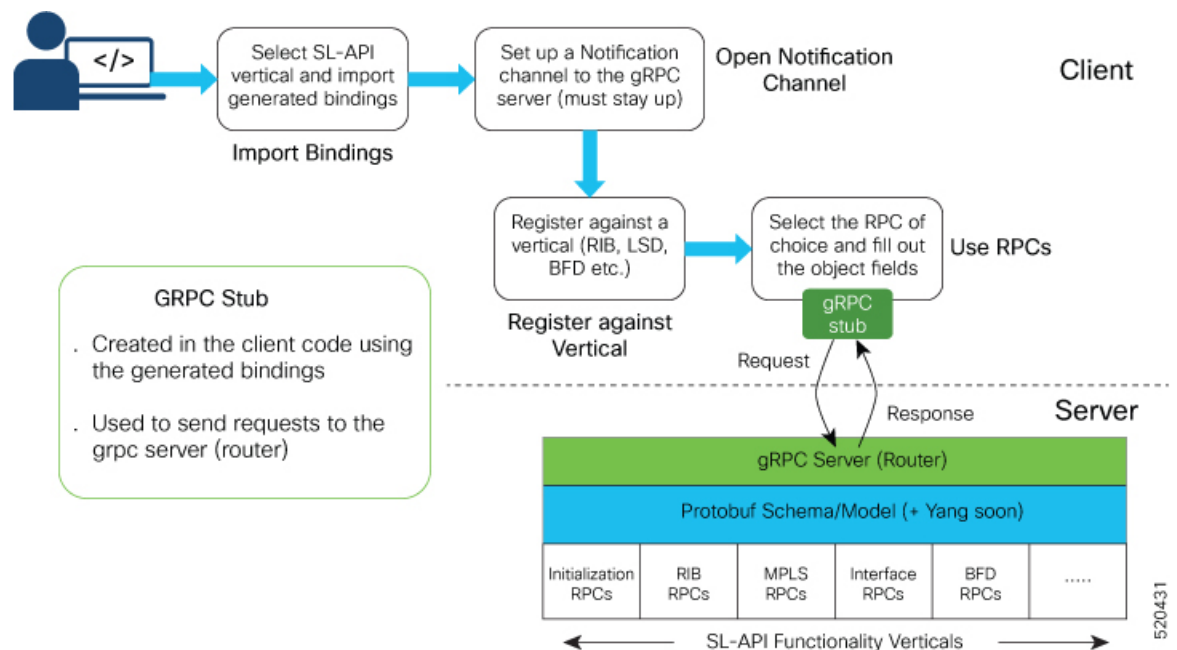 </>
Select SL-API
vertical and import
generated bindings
Import Bindings
Set up a Notification
channel to the gRPC
server (must stay up)
Open Notification
Channel
Client
Register against a
vertical (RIB, LSD,
BFD etc.)
Register against
Vertical
Select the RPC of
choice and fill out
the object fields
Use RPCs
gRPC
stub
GRPC Stub
. Created in the client code using
the generated bindings
. Used to send requests to the
grpc server (router)
Request
Response
Server
gRPC Server (Router)
Protobuf Schema/Model (+ Yang soon)
Initialization
RPCs
RIB
RPCs
MPLS
RPCs
Interface
RPCs
BFD
RPCs
.....
SL-API Functionality Verticals
520431